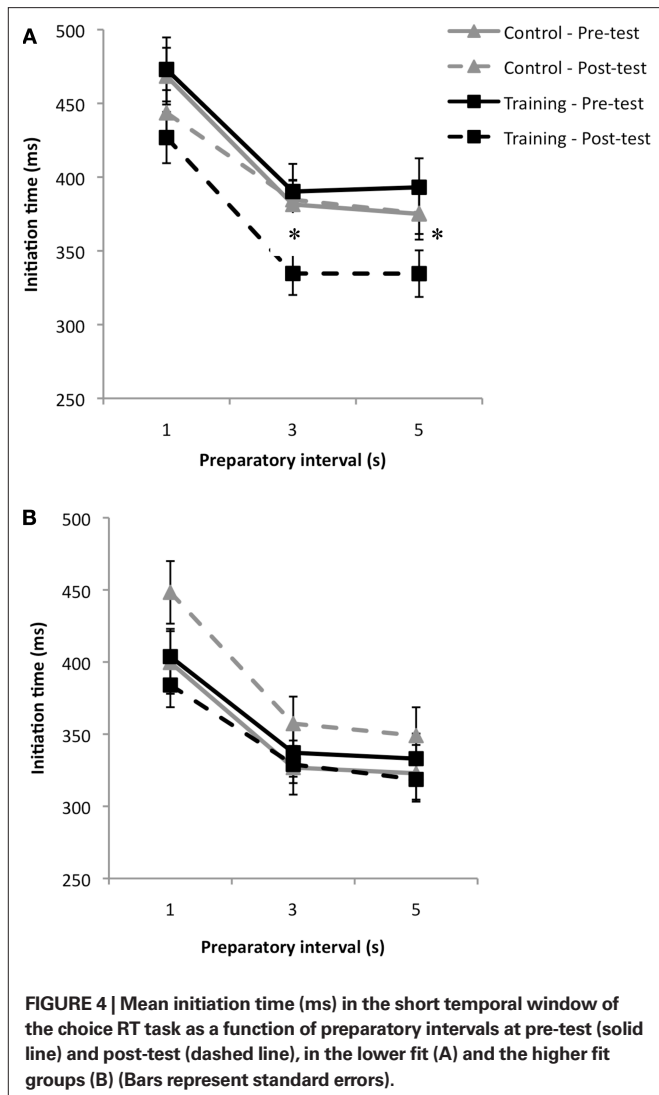 A
500
450
400
350
300
250
Initiation time (ms)
Control - Pre-test
Control - Post-test
Training - Pre-test
Training - Post-test
* *
1 3 5
Preparatory interval (s)
B
500
450
400
350
300
250
Initiation time (ms)
1 3 5
Preparatory interval (s)
FIGURE 4 | Mean initiation time (ms) in the short temporal window of
the choice RT task as a function of preparatory intervals at pre-test (solid
line) and post-test (dashed line), in the lower fit (A) and the higher fit
groups (B) (Bars represent standard errors).